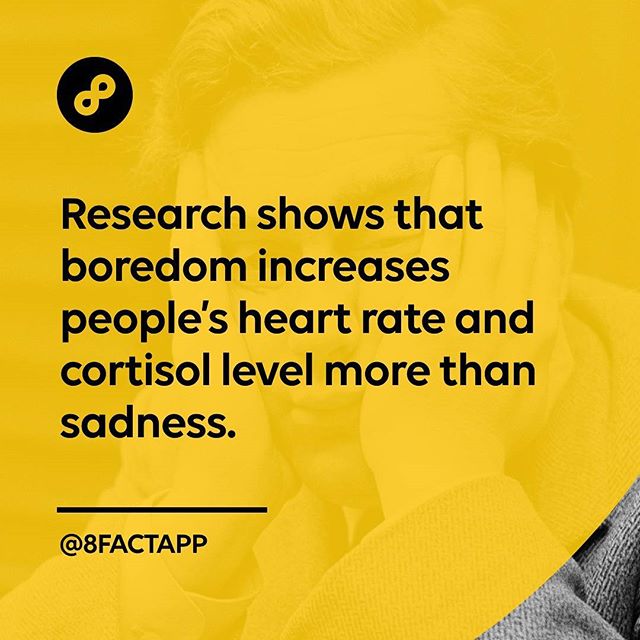 Research shows that
boredom increases
people's heart rate and
cortisol level more than
sadness.
@8FACTAPP